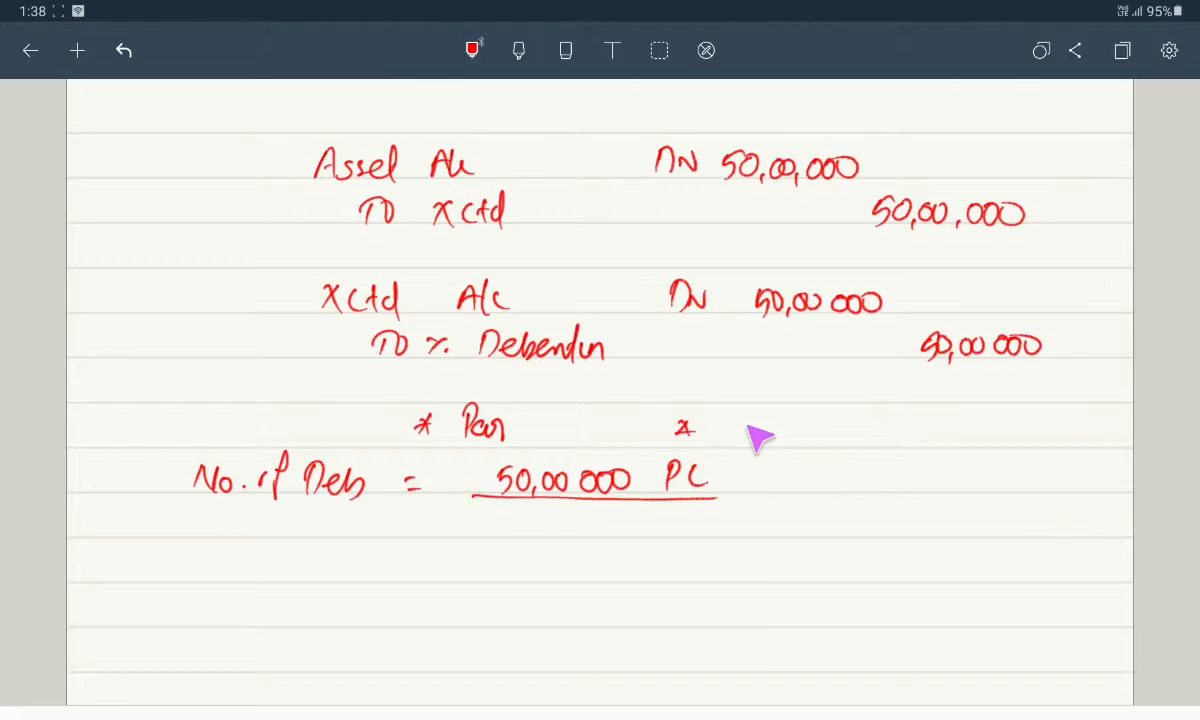 1:38 95%
Asset A/c Dr 50,00,000
To X Ltd 50,00,000
X Ltd A/c Dr 50,00 000
To % Debenture 50,00 000
* Par *
No. of Deb = 50,00 000 PC